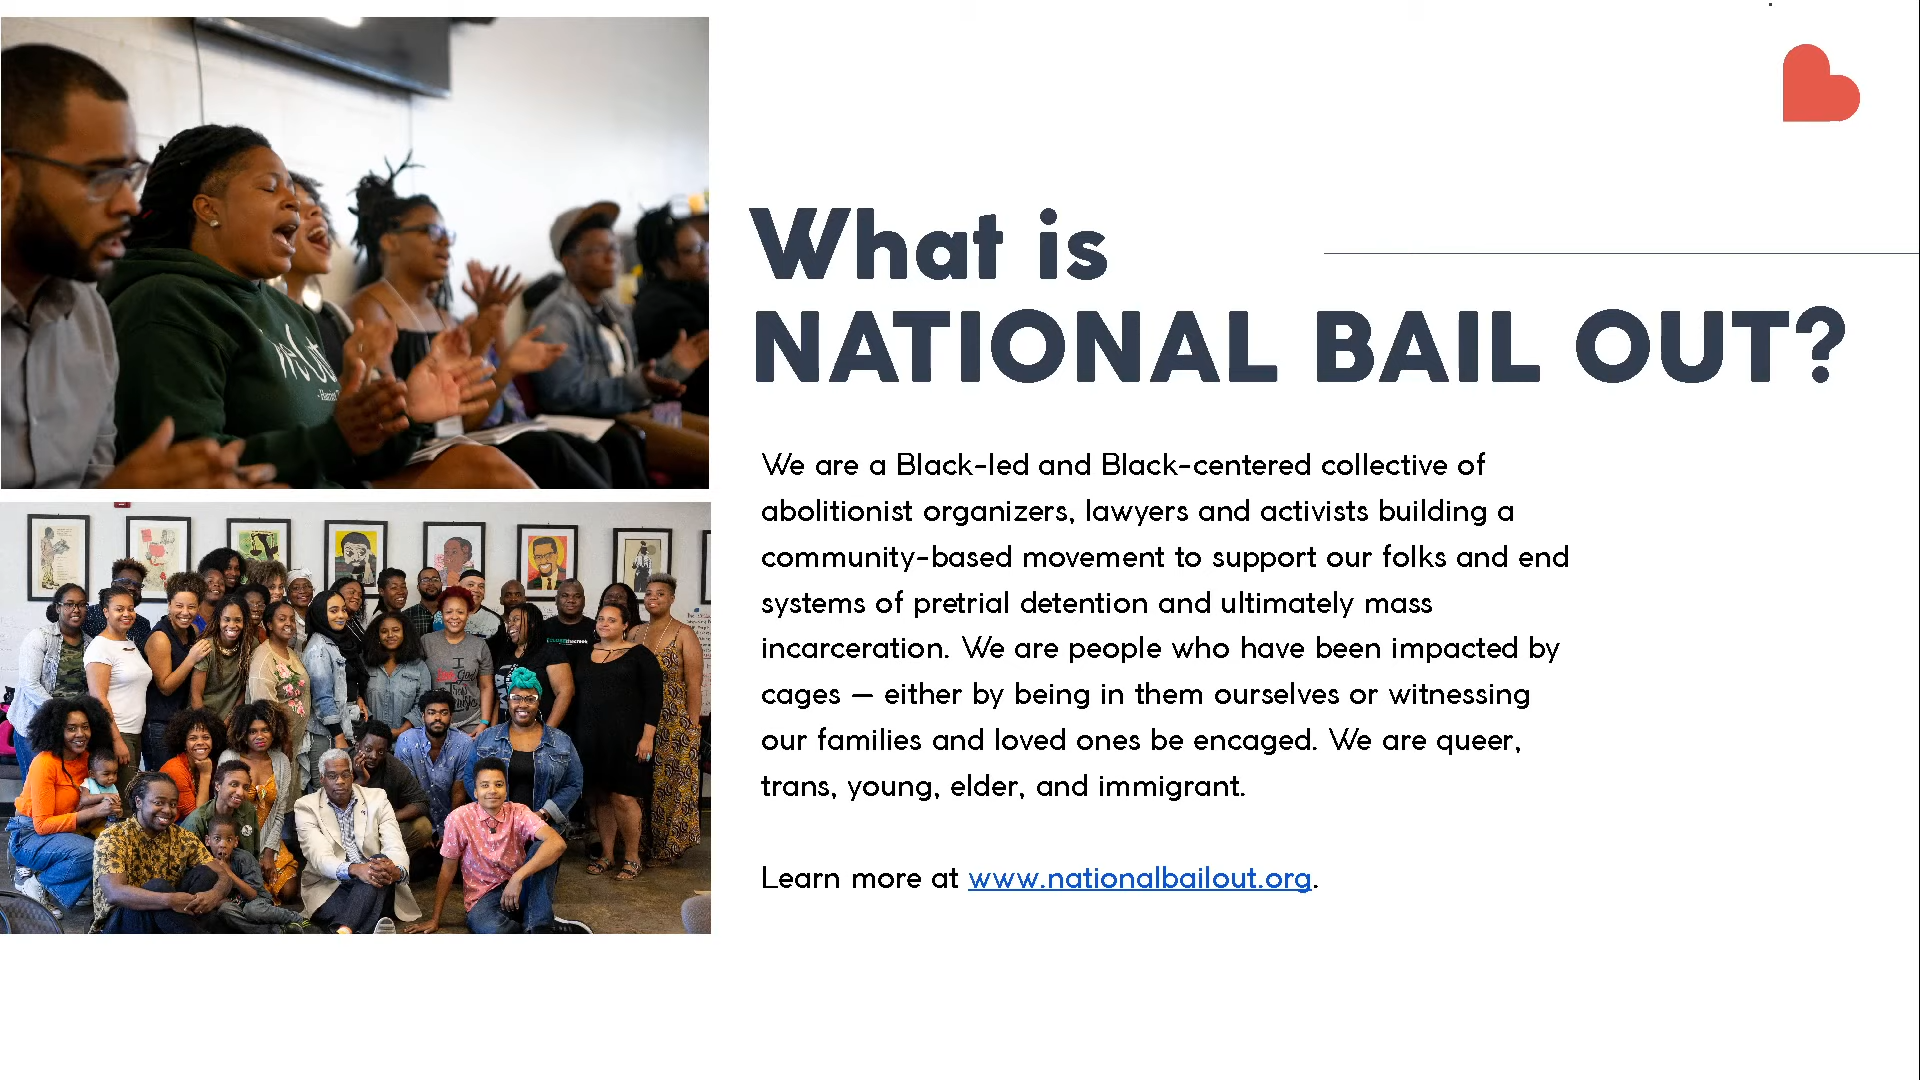 What is
NATIONAL BAIL OUT?
We are a Black-led and Black-centered collective of
abolitionist organizers, lawyers and activists building a
community-based movement to support our folks and end
systems of pretrial detention and ultimately mass
incarceration. We are people who have been impacted by
cages — either by being in them ourselves or witnessing
our families and loved ones be encaged. We are queer,
trans, young, elder, and immigrant.
Learn more at www.nationalbailout.org.